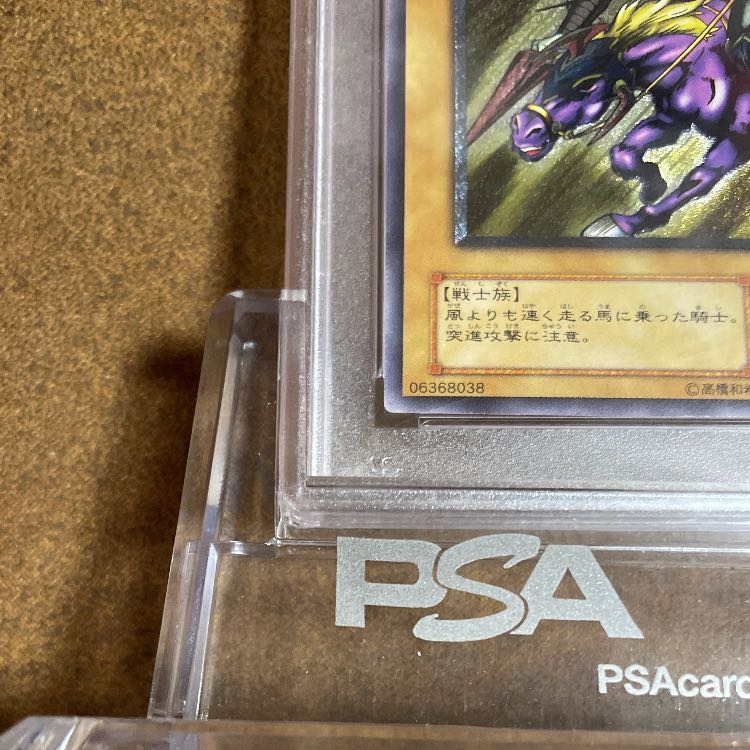 【戦士族】
風よりも速く走る馬に乗った騎士。
突進攻撃に注意。
06368038
©高橋和希
PSA
PSAcard